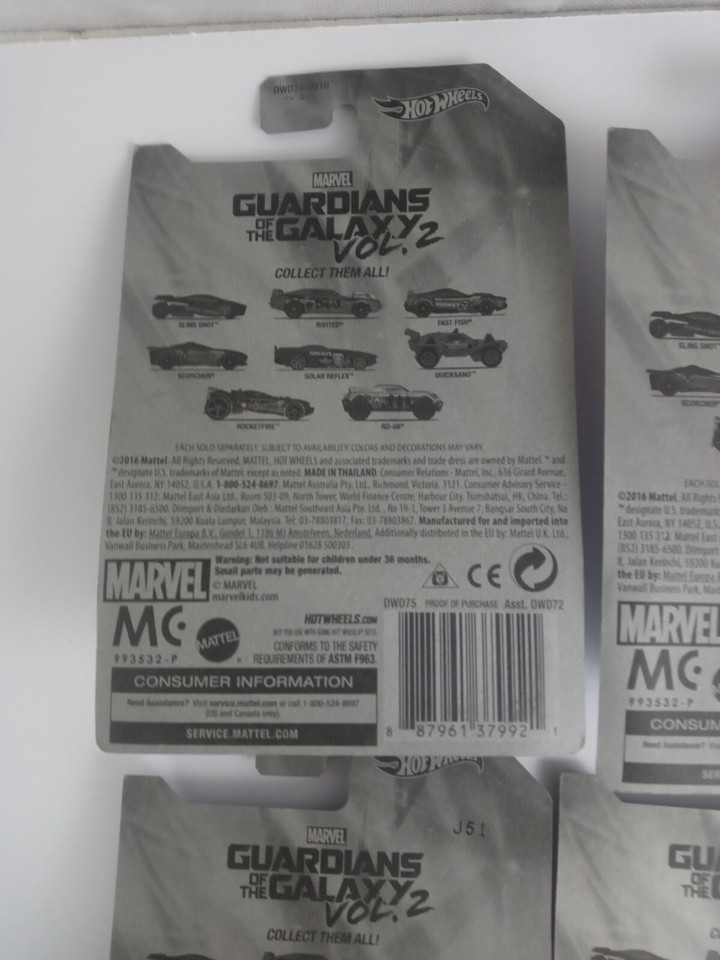 HOT WHEELS
MARVEL
GUARDIANS
OF THE GALAXY
VOL. 2
COLLECT THEM ALL!
SLING SHOT™ RIVITED® FAST FISH®
SCORCHER® SOLAR REFLEX™ QUICKSAND™
ROCKETFIRE™ RD-08®
EACH SOLD SEPARATELY, SUBJECT TO AVAILABILITY. COLORS AND DECORATIONS MAY VARY.
©2016 Mattel. All Rights Reserved. MATTEL, HOT WHEELS and associated trademarks and trade dress are owned by Mattel. ® and
™ designate U.S. trademarks of Mattel, except as noted. MADE IN THAILAND. Consumer Relations - Mattel, Inc., 636 Girard Avenue,
East Aurora, NY 14052, U.S.A. 1-800-524-8697. Mattel Australia Pty. Ltd., Richmond, Victoria. 3121. Consumer Advisory Service -
1300 135 312. Mattel East Asia Ltd., Room 503-09, North Tower, World Finance Centre, Harbour City, Tsimshatsui, HK, China. Tel.:
(852) 3185-6500. Diimport & Diedarkan Oleh: Mattel Southeast Asia Pte. Ltd., No 19-1, Tower 3 Avenue 7, Bangsar South City, No
8, Jalan Kerinchi, 59200 Kuala Lumpur, Malaysia. Tel: 03-78803817, Fax: 03-78803867. Manufactured for and imported into
the EU by: Mattel Europa B.V., Gondel 1, 1186 MJ Amstelveen, Nederland. Additionally distributed in the EU by: Mattel U.K. Ltd.,
Vanwall Business Park, Maidenhead SL6 4UB. Helpline 01628 500303.
MARVEL
Warning: Not suitable for children under 36 months.
Small parts may be generated.
© MARVEL
marvelkids.com
CE
DWD75 PROOF OF PURCHASE Asst. DWD72
MC
993532-P
MATTEL
HOTWHEELS.COM
CONFORMS TO THE SAFETY
REQUIREMENTS OF ASTM F963.
CONSUMER INFORMATION
Need Assistance? Visit service.mattel.com or call 1-800-524-8697
(US and Canada only).
SERVICE.MATTEL.COM
8 87961 37992 1
SLING SHOT
SCORCHER
©2016 Mattel. All Rights
™ designate U.S. trademark
East Aurora, NY 14052, U.S
1300 135 312. Mattel East
(852) 3185-6500. Diimport
8, Jalan Kerinchi, 59200 Ku
the EU by: Mattel Europa
Vanwall Business Park, Ma
MARVEL
MC
993532-P
CONSUM
Need Assistance?
SER
HOT WHEELS
J51
MARVEL
GUARDIANS
OF THE GALAXY
VOL. 2
COLLECT THEM ALL!
GU
OF
THE